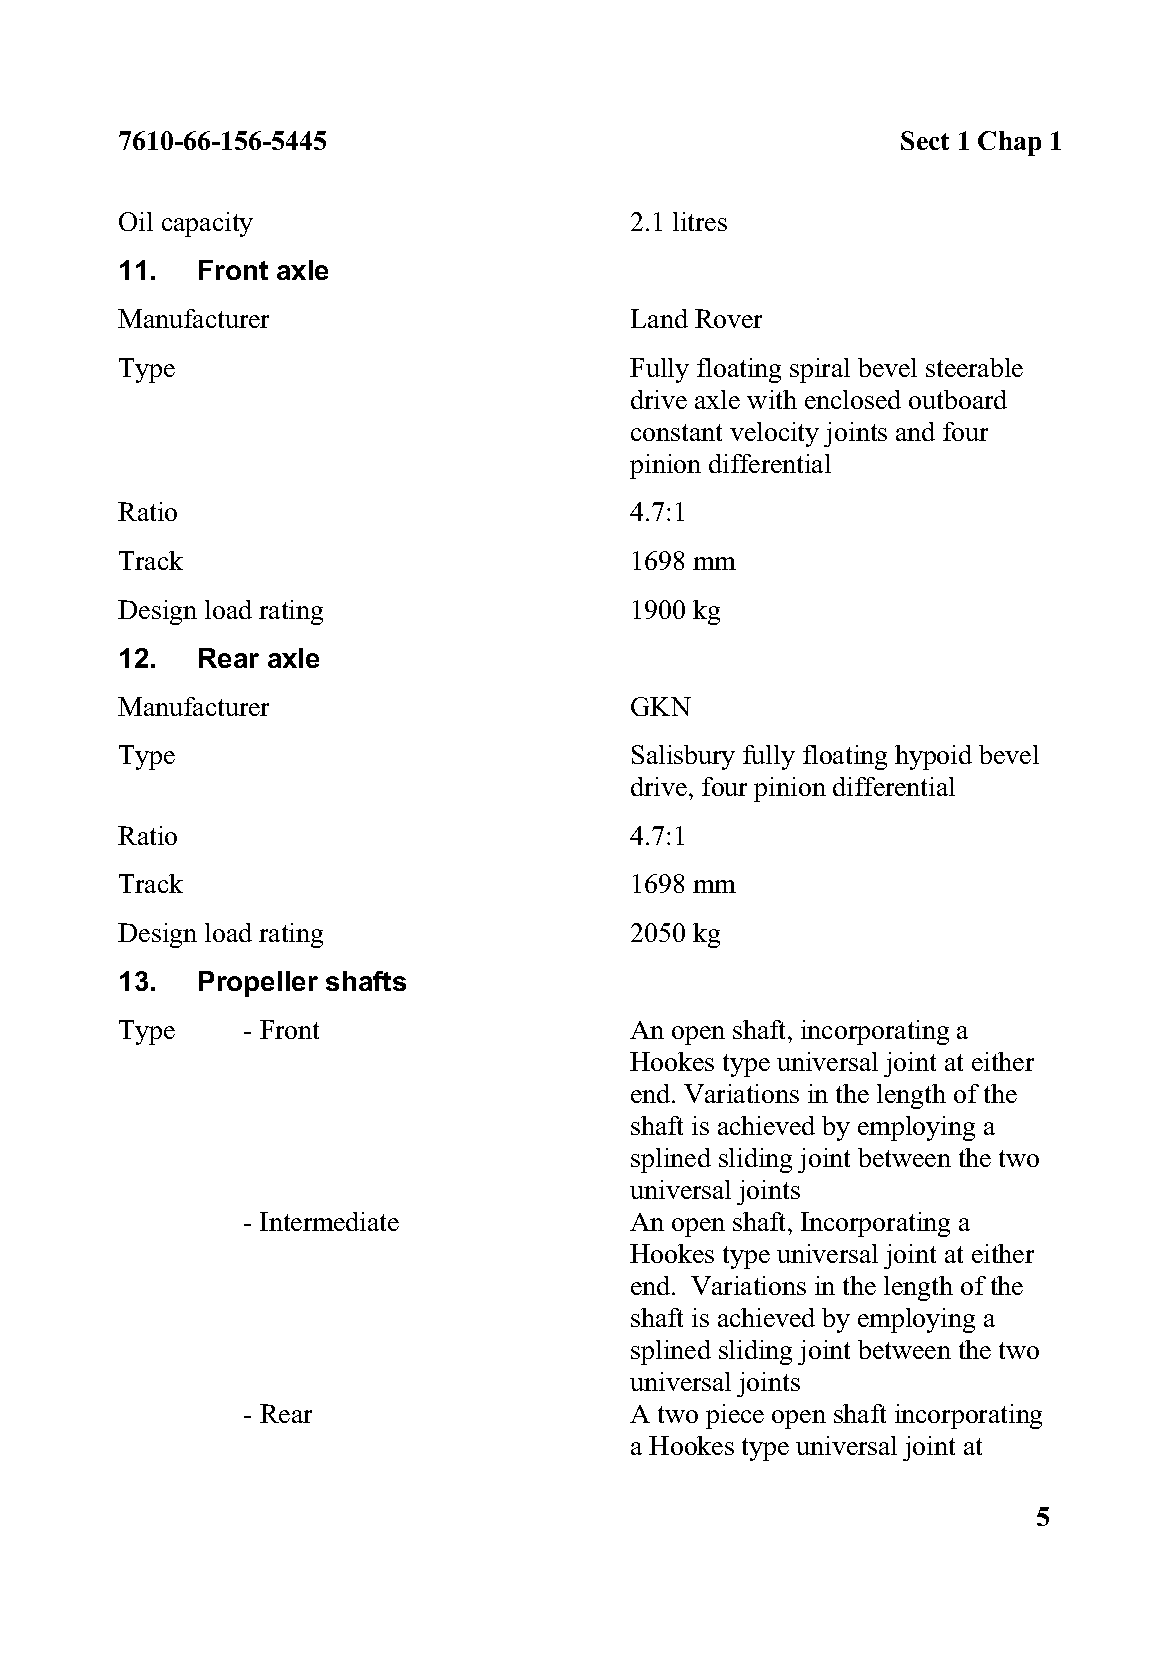 7610-66-156-5445 Sect 1 Chap 1
Oil capacity 2.1 litres
11. Front axle
Manufacturer Land Rover
Type Fully floating spiral bevel steerable
drive axle with enclosed outboard
constant velocity joints and four
pinion differential
Ratio 4.7:1
Track 1698 mm
Design load rating 1900 kg
12. Rear axle
Manufacturer GKN
Type Salisbury fully floating hypoid bevel
drive, four pinion differential
Ratio 4.7:1
Track 1698 mm
Design load rating 2050 kg
13. Propeller shafts
Type - Front An open shaft, incorporating a
Hookes type universal joint at either
end. Variations in the length of the
shaft is achieved by employing a
splined sliding joint between the two
universal joints
- Intermediate An open shaft, Incorporating a
Hookes type universal joint at either
end. Variations in the length of the
shaft is achieved by employing a
splined sliding joint between the two
universal joints
- Rear A two piece open shaft incorporating
a Hookes type universal joint at
5